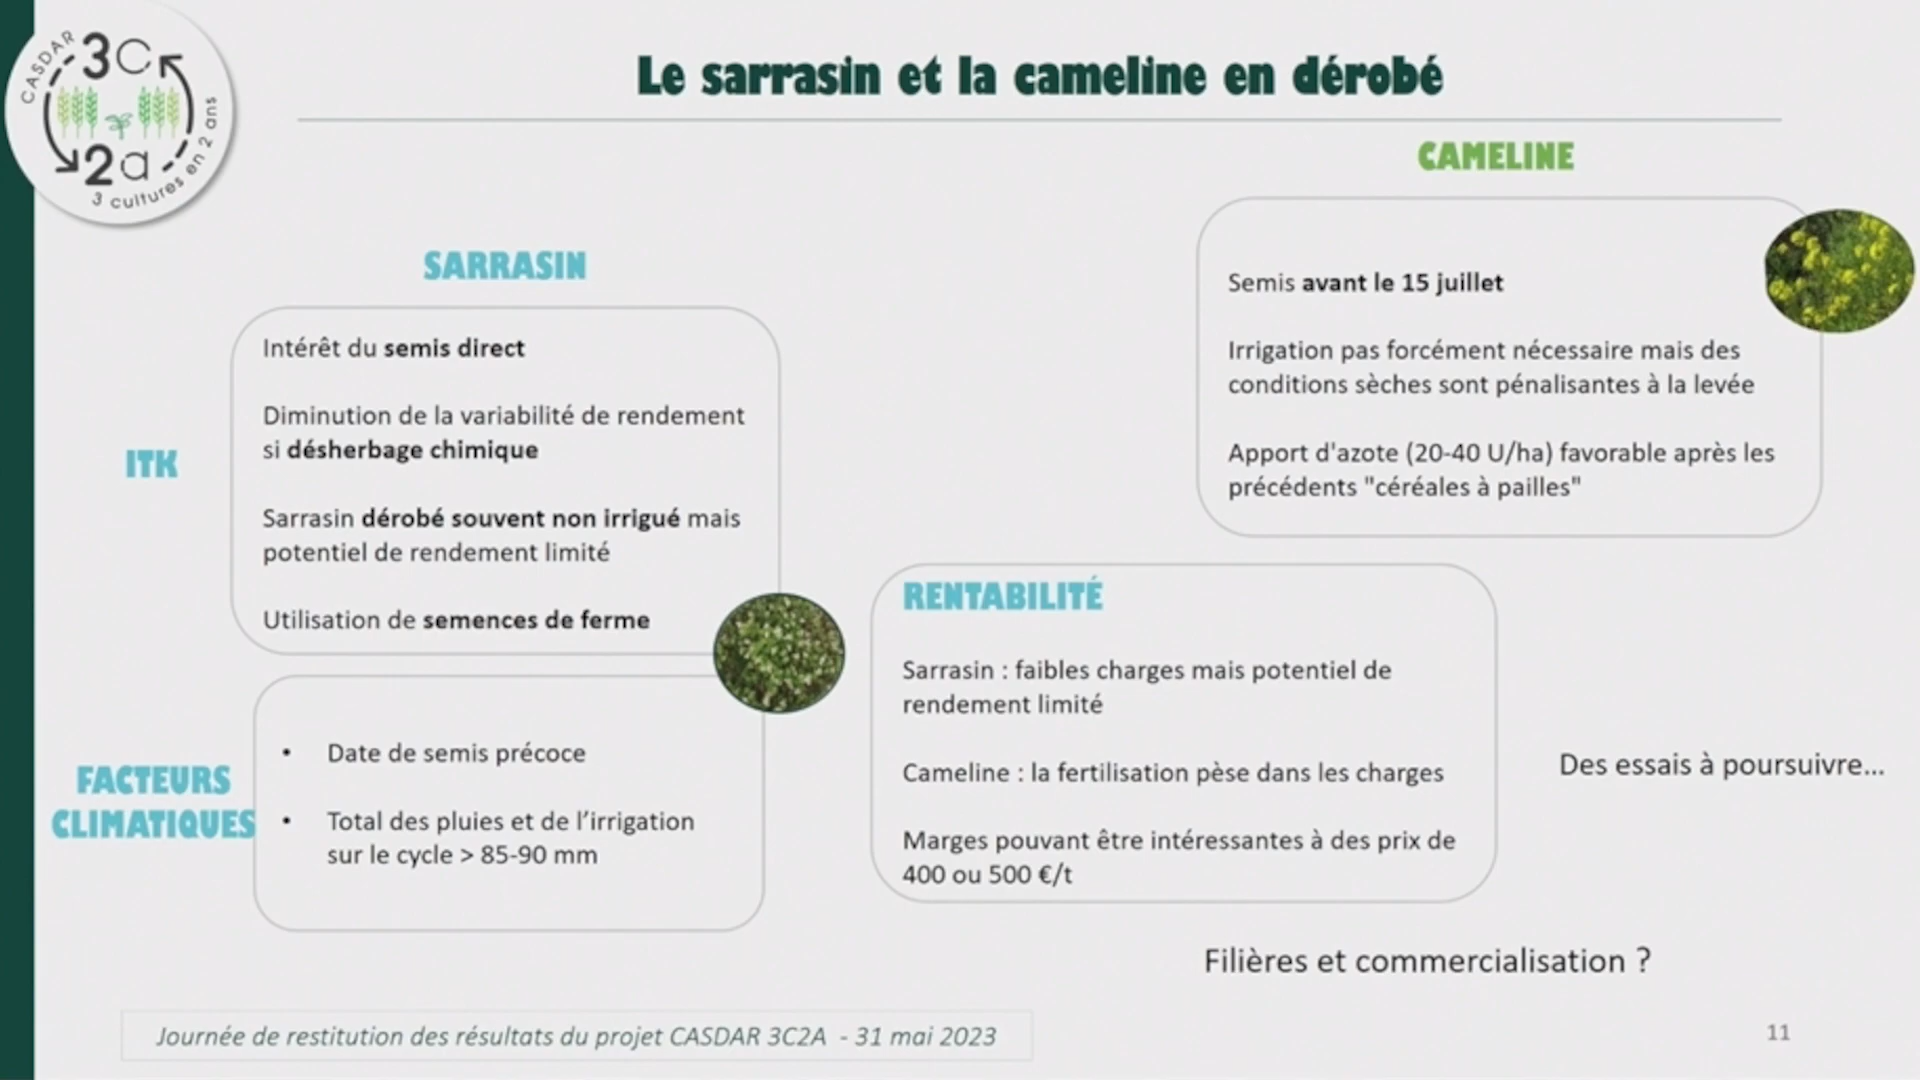 CASDAR
3C
2a
3 cultures en 2 ans
Le sarrasin et la cameline en dérobé
CAMELINE
Semis avant le 15 juillet
Irrigation pas forcément nécessaire mais des
conditions sèches sont pénalisantes à la levée
Apport d'azote (20-40 U/ha) favorable après les
précédents "céréales à pailles"
SARRASIN
ITK
Intérêt du semis direct
Diminution de la variabilité de rendement
si désherbage chimique
Sarrasin dérobé souvent non irrigué mais
potentiel de rendement limité
Utilisation de semences de ferme
FACTEURS
CLIMATIQUES
• Date de semis précoce
• Total des pluies et de l’irrigation
sur le cycle > 85-90 mm
RENTABILITÉ
Sarrasin : faibles charges mais potentiel de
rendement limité
Cameline : la fertilisation pèse dans les charges
Marges pouvant être intéressantes à des prix de
400 ou 500 €/t
Des essais à poursuivre...
Filières et commercialisation ?
Journée de restitution des résultats du projet CASDAR 3C2A - 31 mai 2023
11